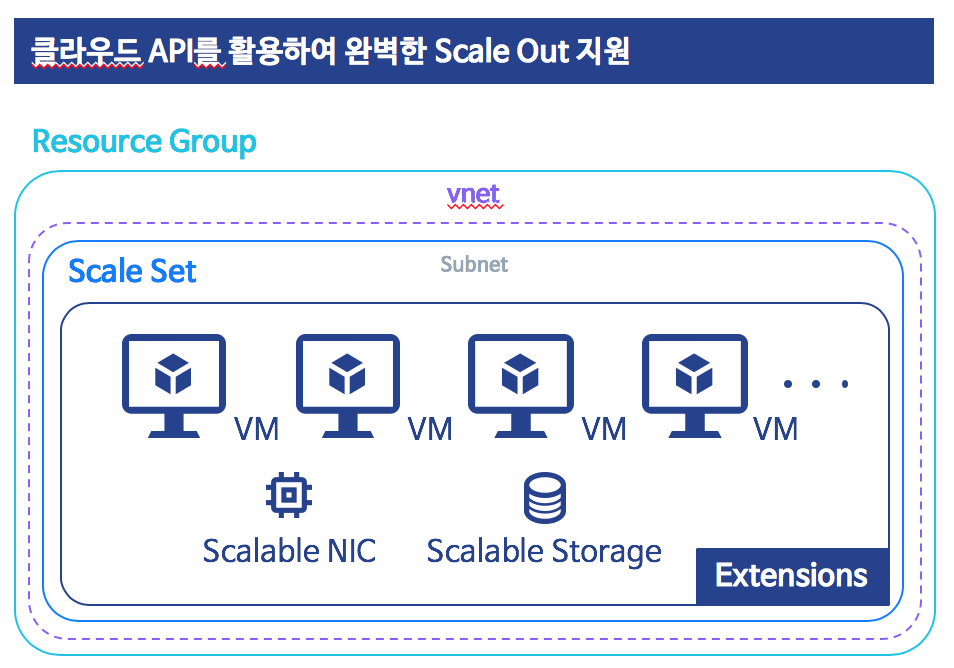 클라우드 API를 활용하여 완벽한 Scale Out 지원
Resource Group
vnet
Scale Set
Subnet
VM
VM
VM
VM
Scalable NIC
Scalable Storage
Extensions